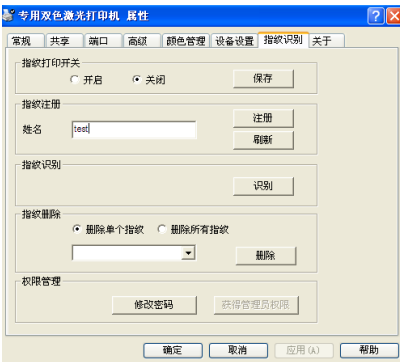 专用双色激光打印机 属性
常规 共享 端口 高级 颜色管理 设备设置 指纹识别 关于
指纹打印开关
开启 关闭 保存
指纹注册
注册
姓名 test
刷新
指纹识别
识别
指纹删除
删除单个指纹 删除所有指纹
删除
权限管理
修改密码 获得管理员权限
确定 取消 应用(A) 帮助